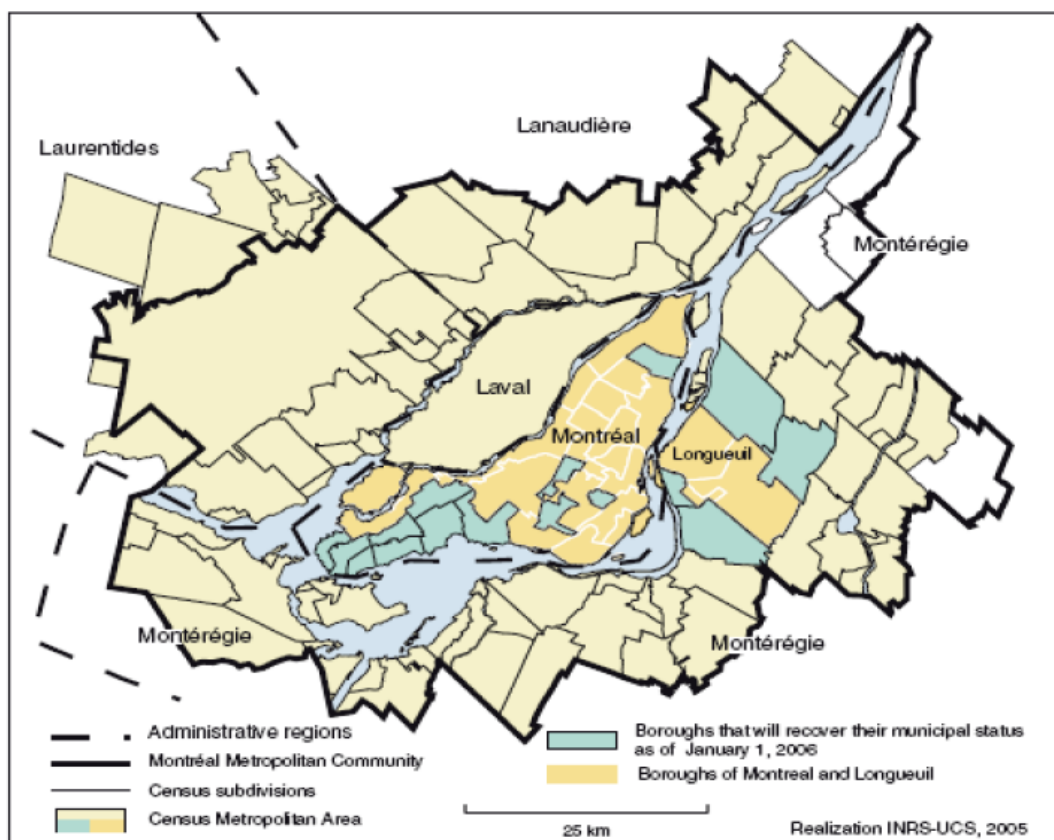 Lanaudière
Laurentides
Montérégie
Laval
Montréal
Longueuil
Montérégie
Montérégie
Administrative regions
Montréal Metropolitan Community
Census subdivisions
Census Metropolitan Area
Boroughs that will recover their municipal status
as of January 1, 2006
Boroughs of Montreal and Longueuil
25 km
Realization INRS-UCS, 2005